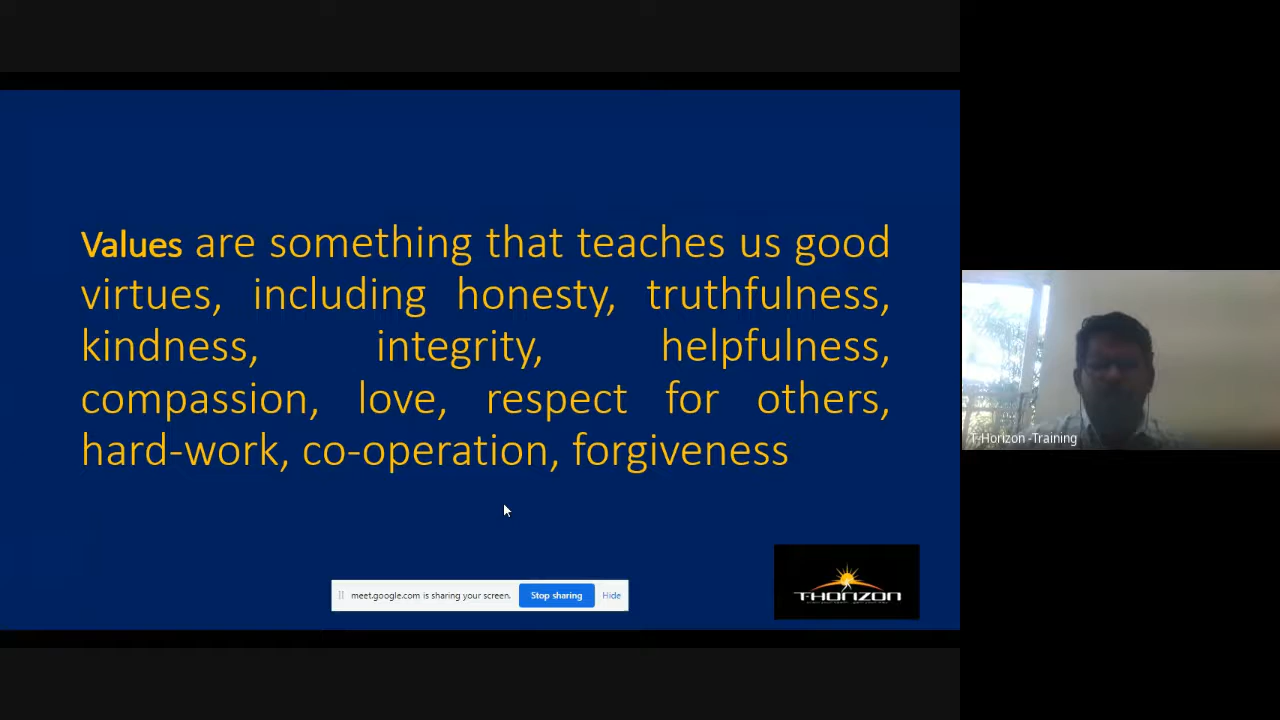 Values are something that teaches us good
virtues, including honesty, truthfulness,
kindness, integrity, helpfulness,
compassion, love, respect for others,
hard-work, co-operation, forgiveness
T-Horizon -Training
meet.google.com is sharing your screen. Stop sharing Hide
T-HORIZON